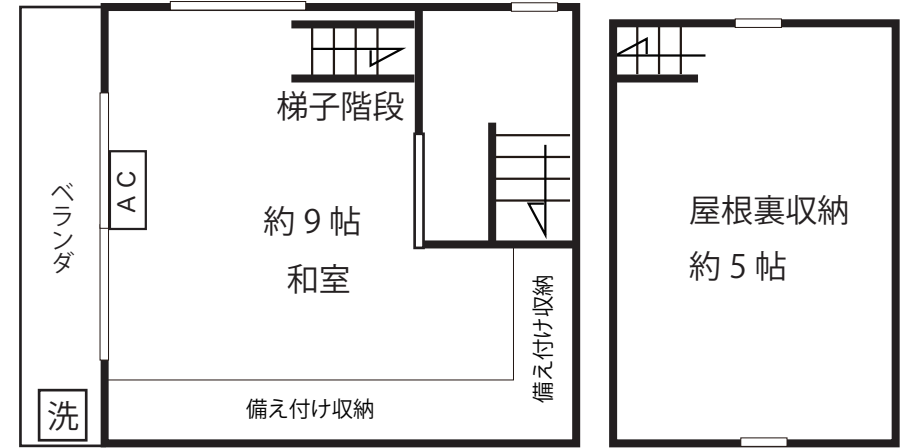 梯子階段
AC
ベランダ
約9帖
和室
備え付け収納
備え付け収納
洗
屋根裏収納
約5帖